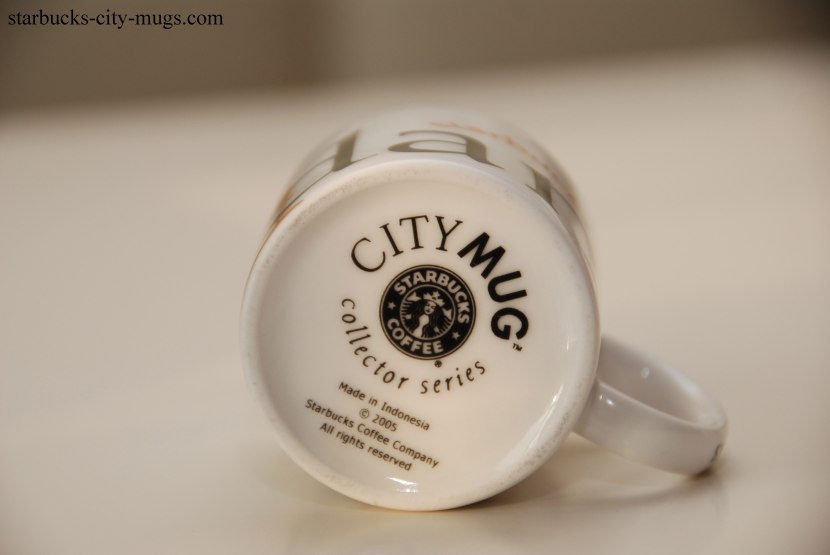 starbucks-city-mugs.com
CITY MUG™
STARBUCKS
COFFEE
®
collector series
Made in Indonesia
© 2005
Starbucks Coffee Company
All rights reserved